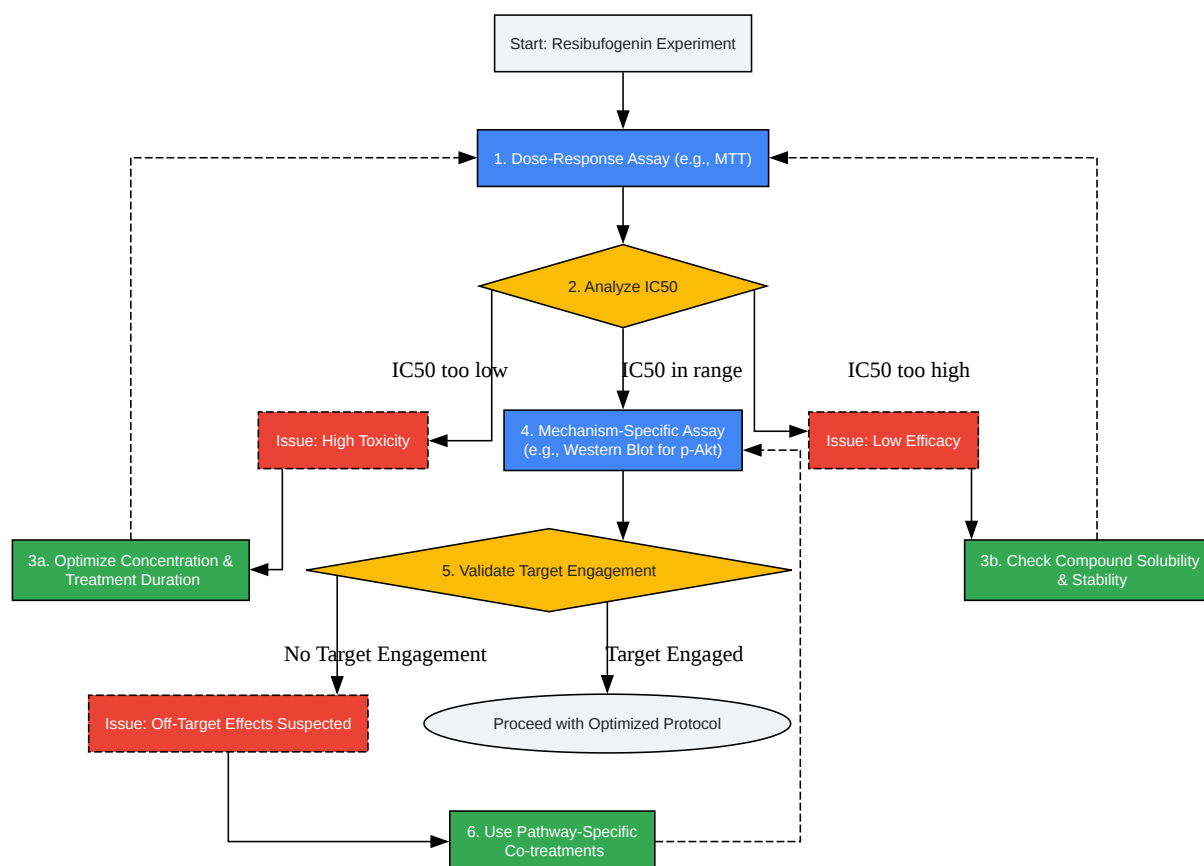 Start: Resibufogenin Experiment
1. Dose-Response Assay (e.g., MTT)
2. Analyze IC50
IC50 too low
IC50 in range
IC50 too high
Issue: High Toxicity
4. Mechanism-Specific Assay
(e.g., Western Blot for p-Akt)
Issue: Low Efficacy
3a. Optimize Concentration &
Treatment Duration
5. Validate Target Engagement
3b. Check Compound Solubility
& Stability
No Target Engagement
Target Engaged
Issue: Off-Target Effects Suspected
Proceed with Optimized Protocol
6. Use Pathway-Specific
Co-treatments